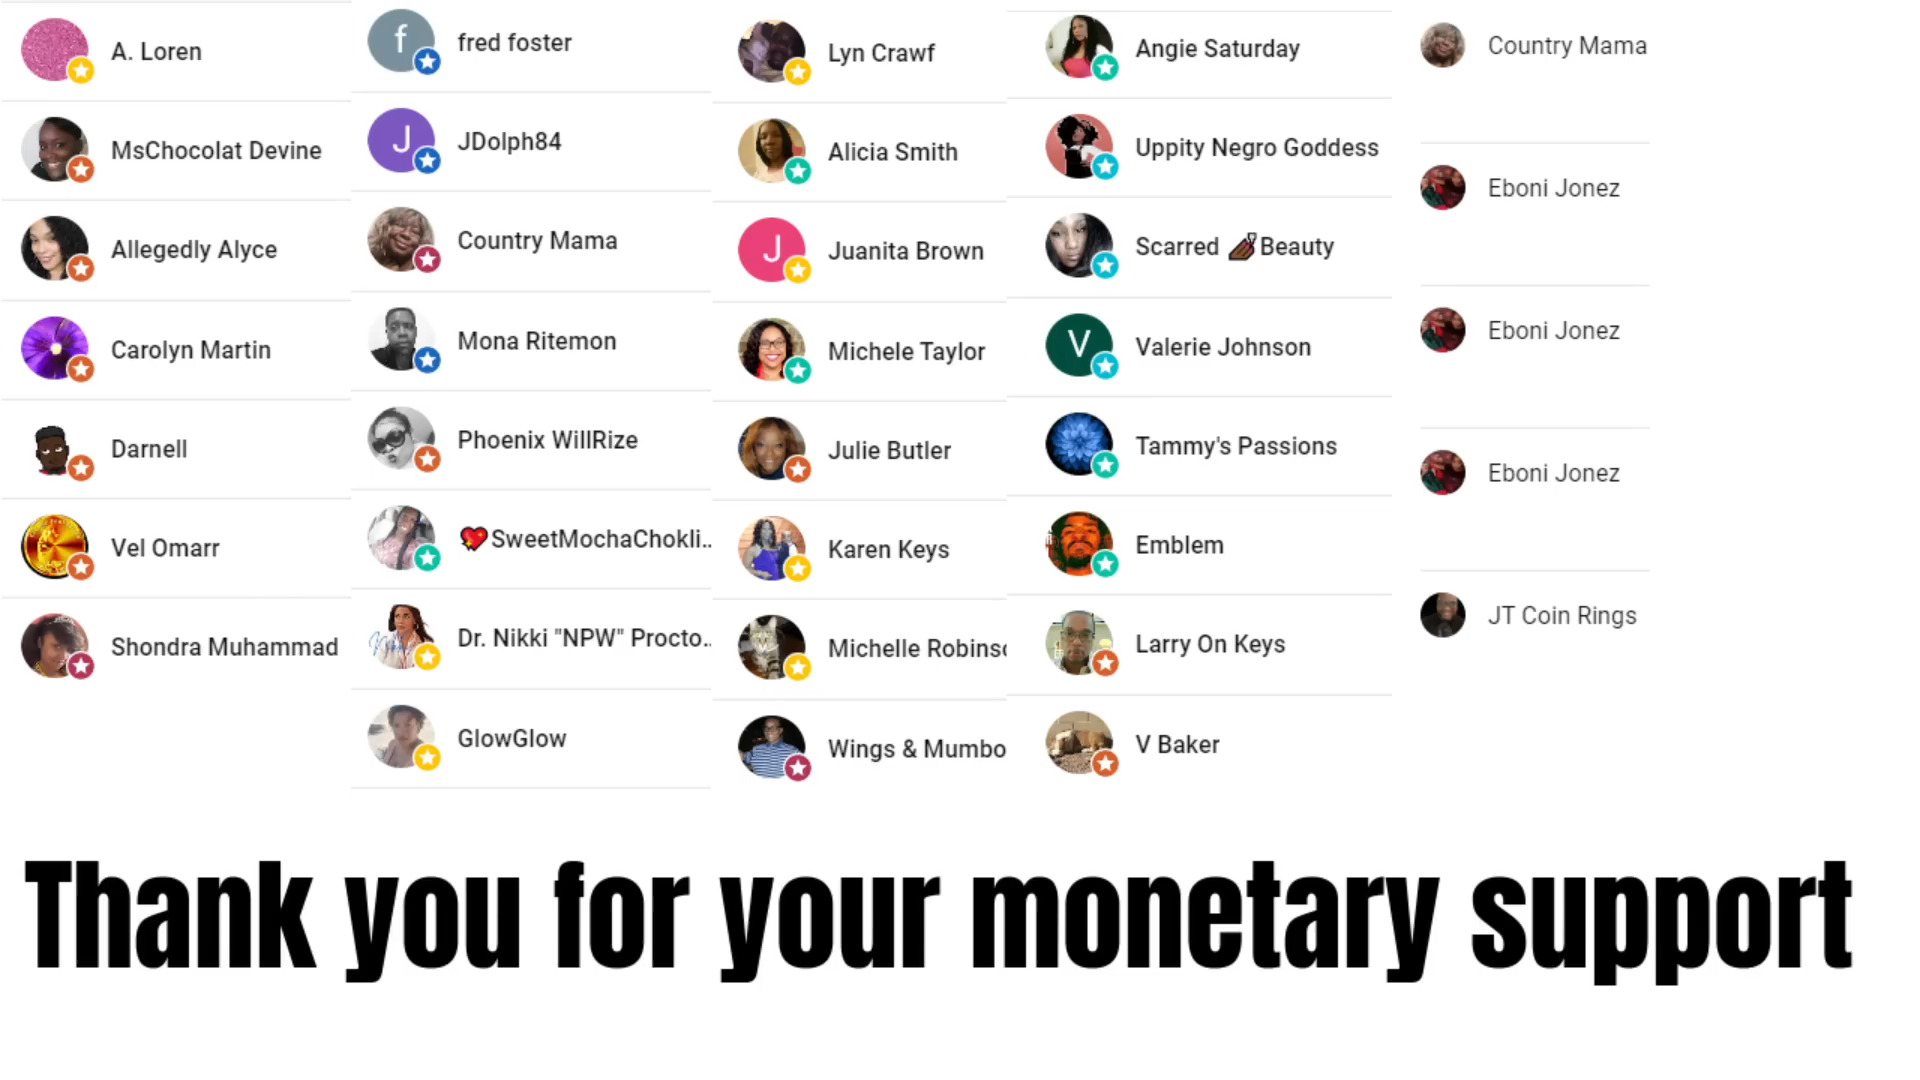 A. Loren
MsChocolat Devine
Allegedly Alyce
Carolyn Martin
Darnell
Vel Omarr
Shondra Muhammad
f
fred foster
J
JDolph84
Country Mama
Mona Ritemon
Phoenix WillRize
💖SweetMochaChokli..
Dr. Nikki "NPW" Procto..
GlowGlow
Lyn Crawf
Alicia Smith
J
Juanita Brown
Michele Taylor
Julie Butler
Karen Keys
Michelle Robins
Wings & Mumbo
Angie Saturday
Uppity Negro Goddess
Scarred 💅🏾Beauty
V
Valerie Johnson
Tammy's Passions
Emblem
Larry On Keys
V Baker
Country Mama
Eboni Jonez
Eboni Jonez
Eboni Jonez
JT Coin Rings
Thank you for your monetary support